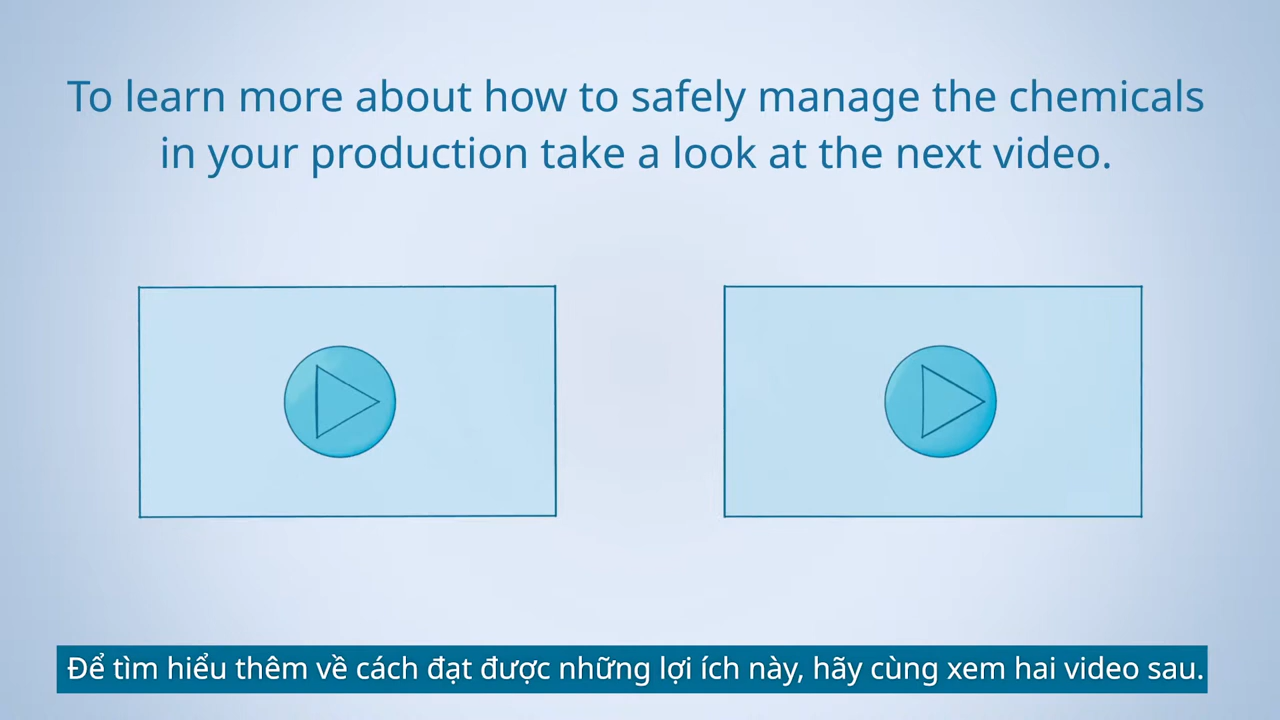 To learn more about how to safely manage the chemicals
in your production take a look at the next video.
Để tìm hiểu thêm về cách đạt được những lợi ích này, hãy cùng xem hai video sau.